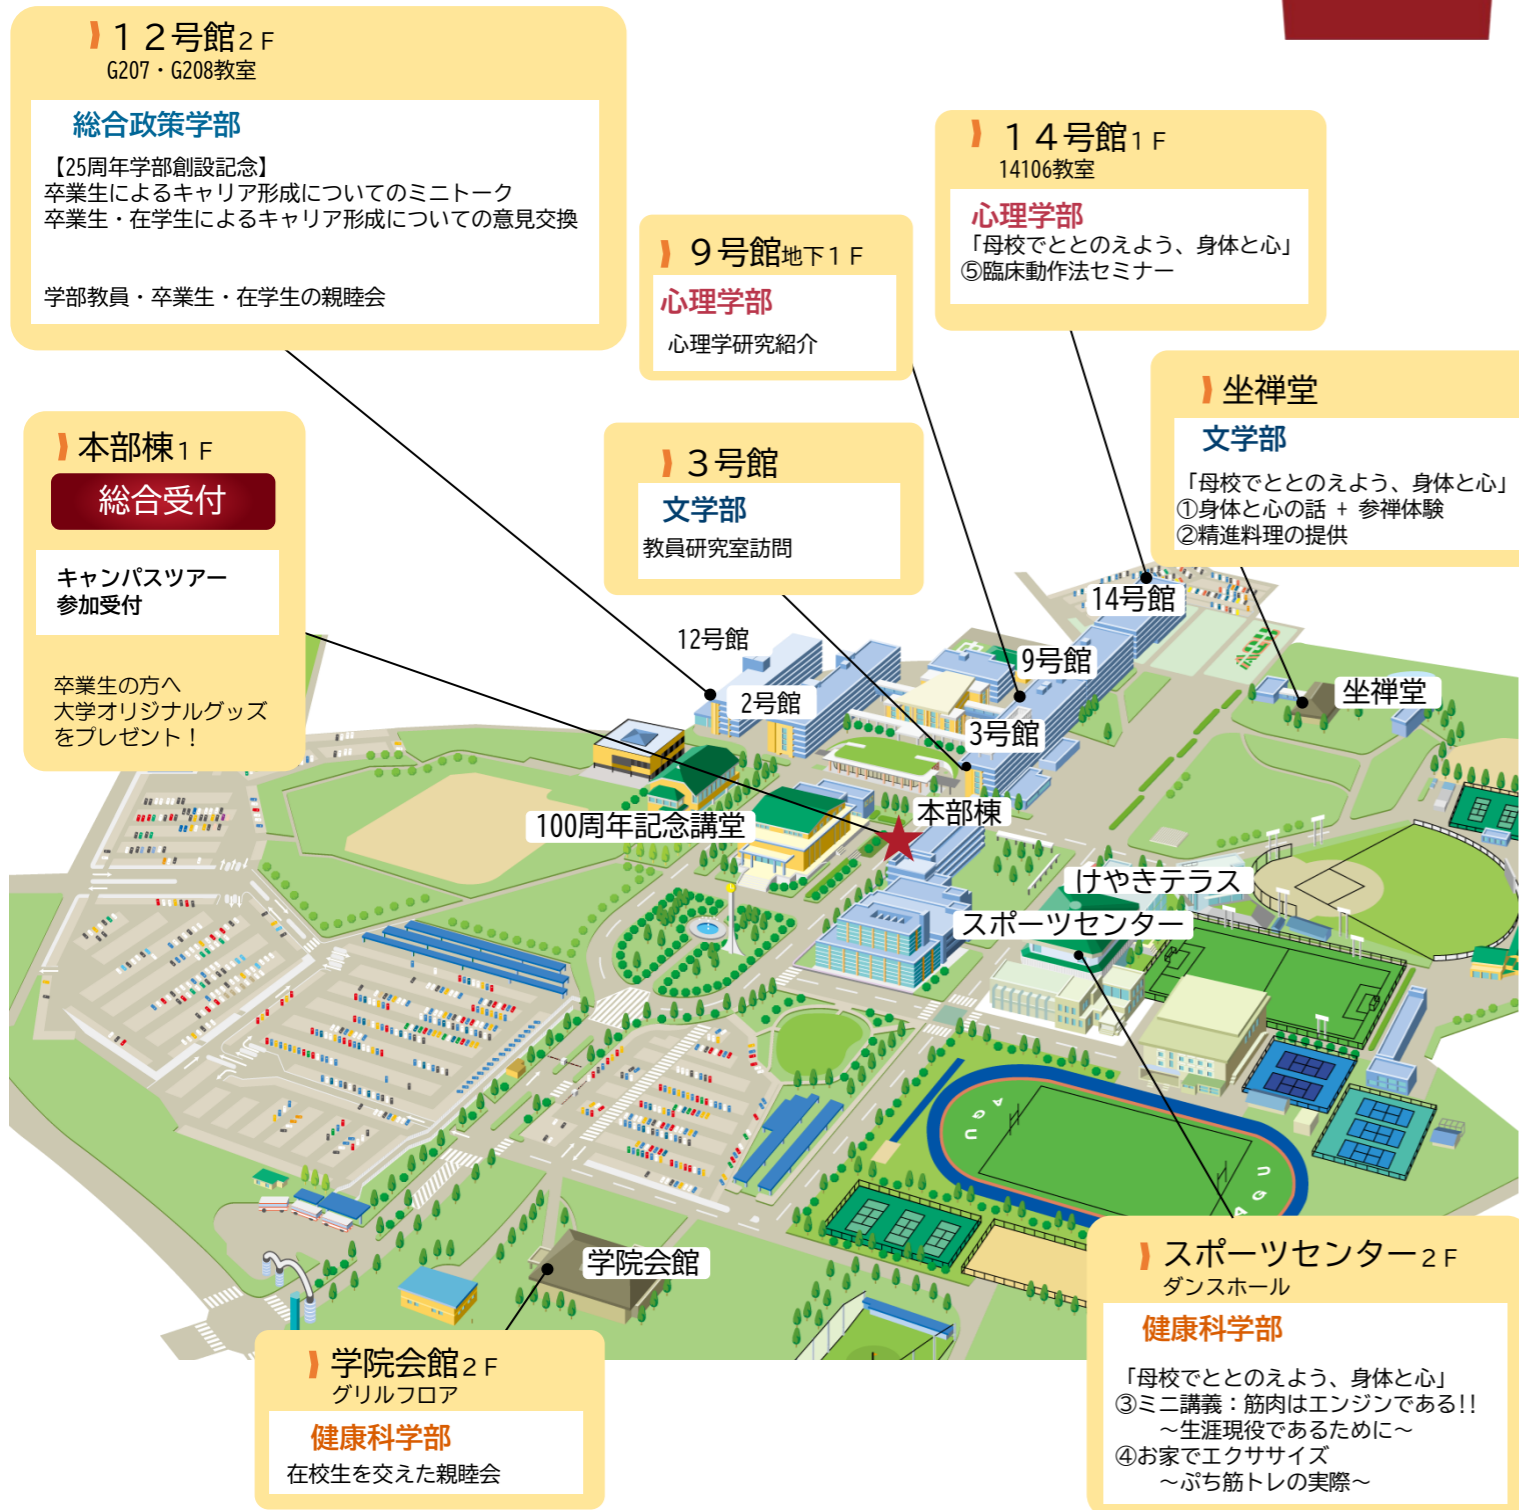 １２号館２Ｆ
G207・G208教室
総合政策学部
【25周年学部創設記念】
卒業生によるキャリア形成についてのミニトーク
卒業生・在学生によるキャリア形成についての意見交換
学部教員・卒業生・在学生の親睦会
１４号館１Ｆ
14106教室
心理学部
「母校でととのえよう、身体と心」
⑤臨床動作法セミナー
９号館地下１Ｆ
心理学部
心理学研究紹介
坐禅堂
文学部
「母校でととのえよう、身体と心」
①身体と心の話 + 参禅体験
②精進料理の提供
本部棟１Ｆ
総合受付
キャンパスツアー
参加受付
卒業生の方へ
大学オリジナルグッズ
をプレゼント！
３号館
文学部
教員研究室訪問
14号館
12号館
9号館
2号館
坐禅堂
3号館
本部棟
100周年記念講堂
けやきテラス
スポーツセンター
AGU
AGU
学院会館
スポーツセンター２Ｆ
ダンスホール
健康科学部
「母校でととのえよう、身体と心」
③ミニ講義：筋肉はエンジンである!!
～生涯現役であるために～
④お家でエクササイズ
～ぷち筋トレの実際～
学院会館２Ｆ
グリルフロア
健康科学部
在校生を交えた親睦会